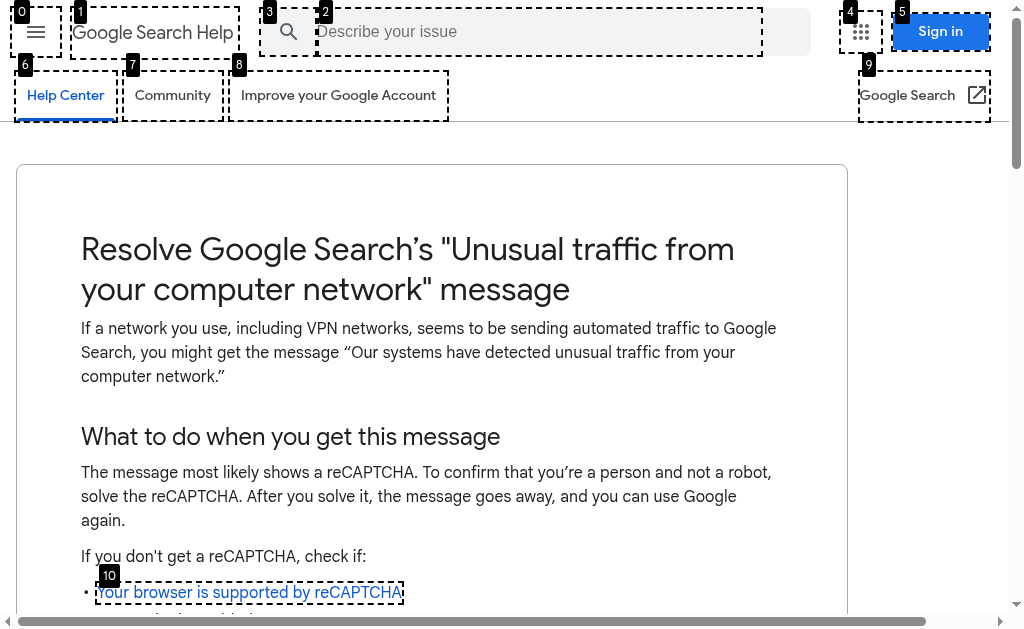 0
1
3
2
4
5
Google Search Help
Describe your issue
Sign in
6
7
8
9
Help Center
Community
Improve your Google Account
Google Search
Resolve Google Search’s "Unusual traffic from
your computer network" message
If a network you use, including VPN networks, seems to be sending automated traffic to Google
Search, you might get the message “Our systems have detected unusual traffic from your
computer network.”
What to do when you get this message
The message most likely shows a reCAPTCHA. To confirm that you’re a person and not a robot,
solve the reCAPTCHA. After you solve it, the message goes away, and you can use Google
again.
If you don't get a reCAPTCHA, check if:
10
• Your browser is supported by reCAPTCHA